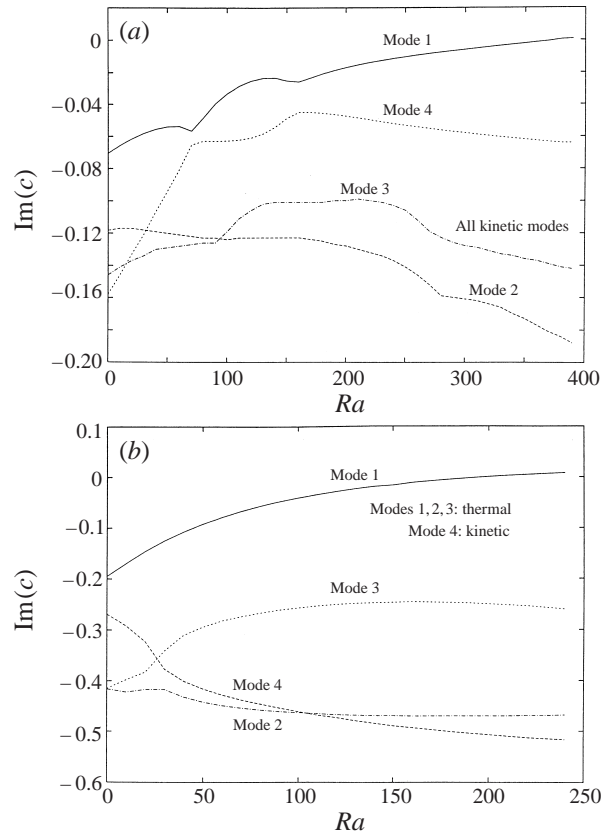 (a)
0
−0.04
−0.08
−0.12
−0.16
−0.20
Im(c)
Mode 1
Mode 4
Mode 3
All kinetic modes
Mode 2
0 100 200 300 400
Ra
(b)
0.1
0
−0.1
−0.2
−0.3
−0.4
−0.5
−0.6
Im(c)
Mode 1
Modes 1, 2, 3: thermal
Mode 4: kinetic
Mode 3
Mode 4
Mode 2
0 50 100 150 200 250
Ra